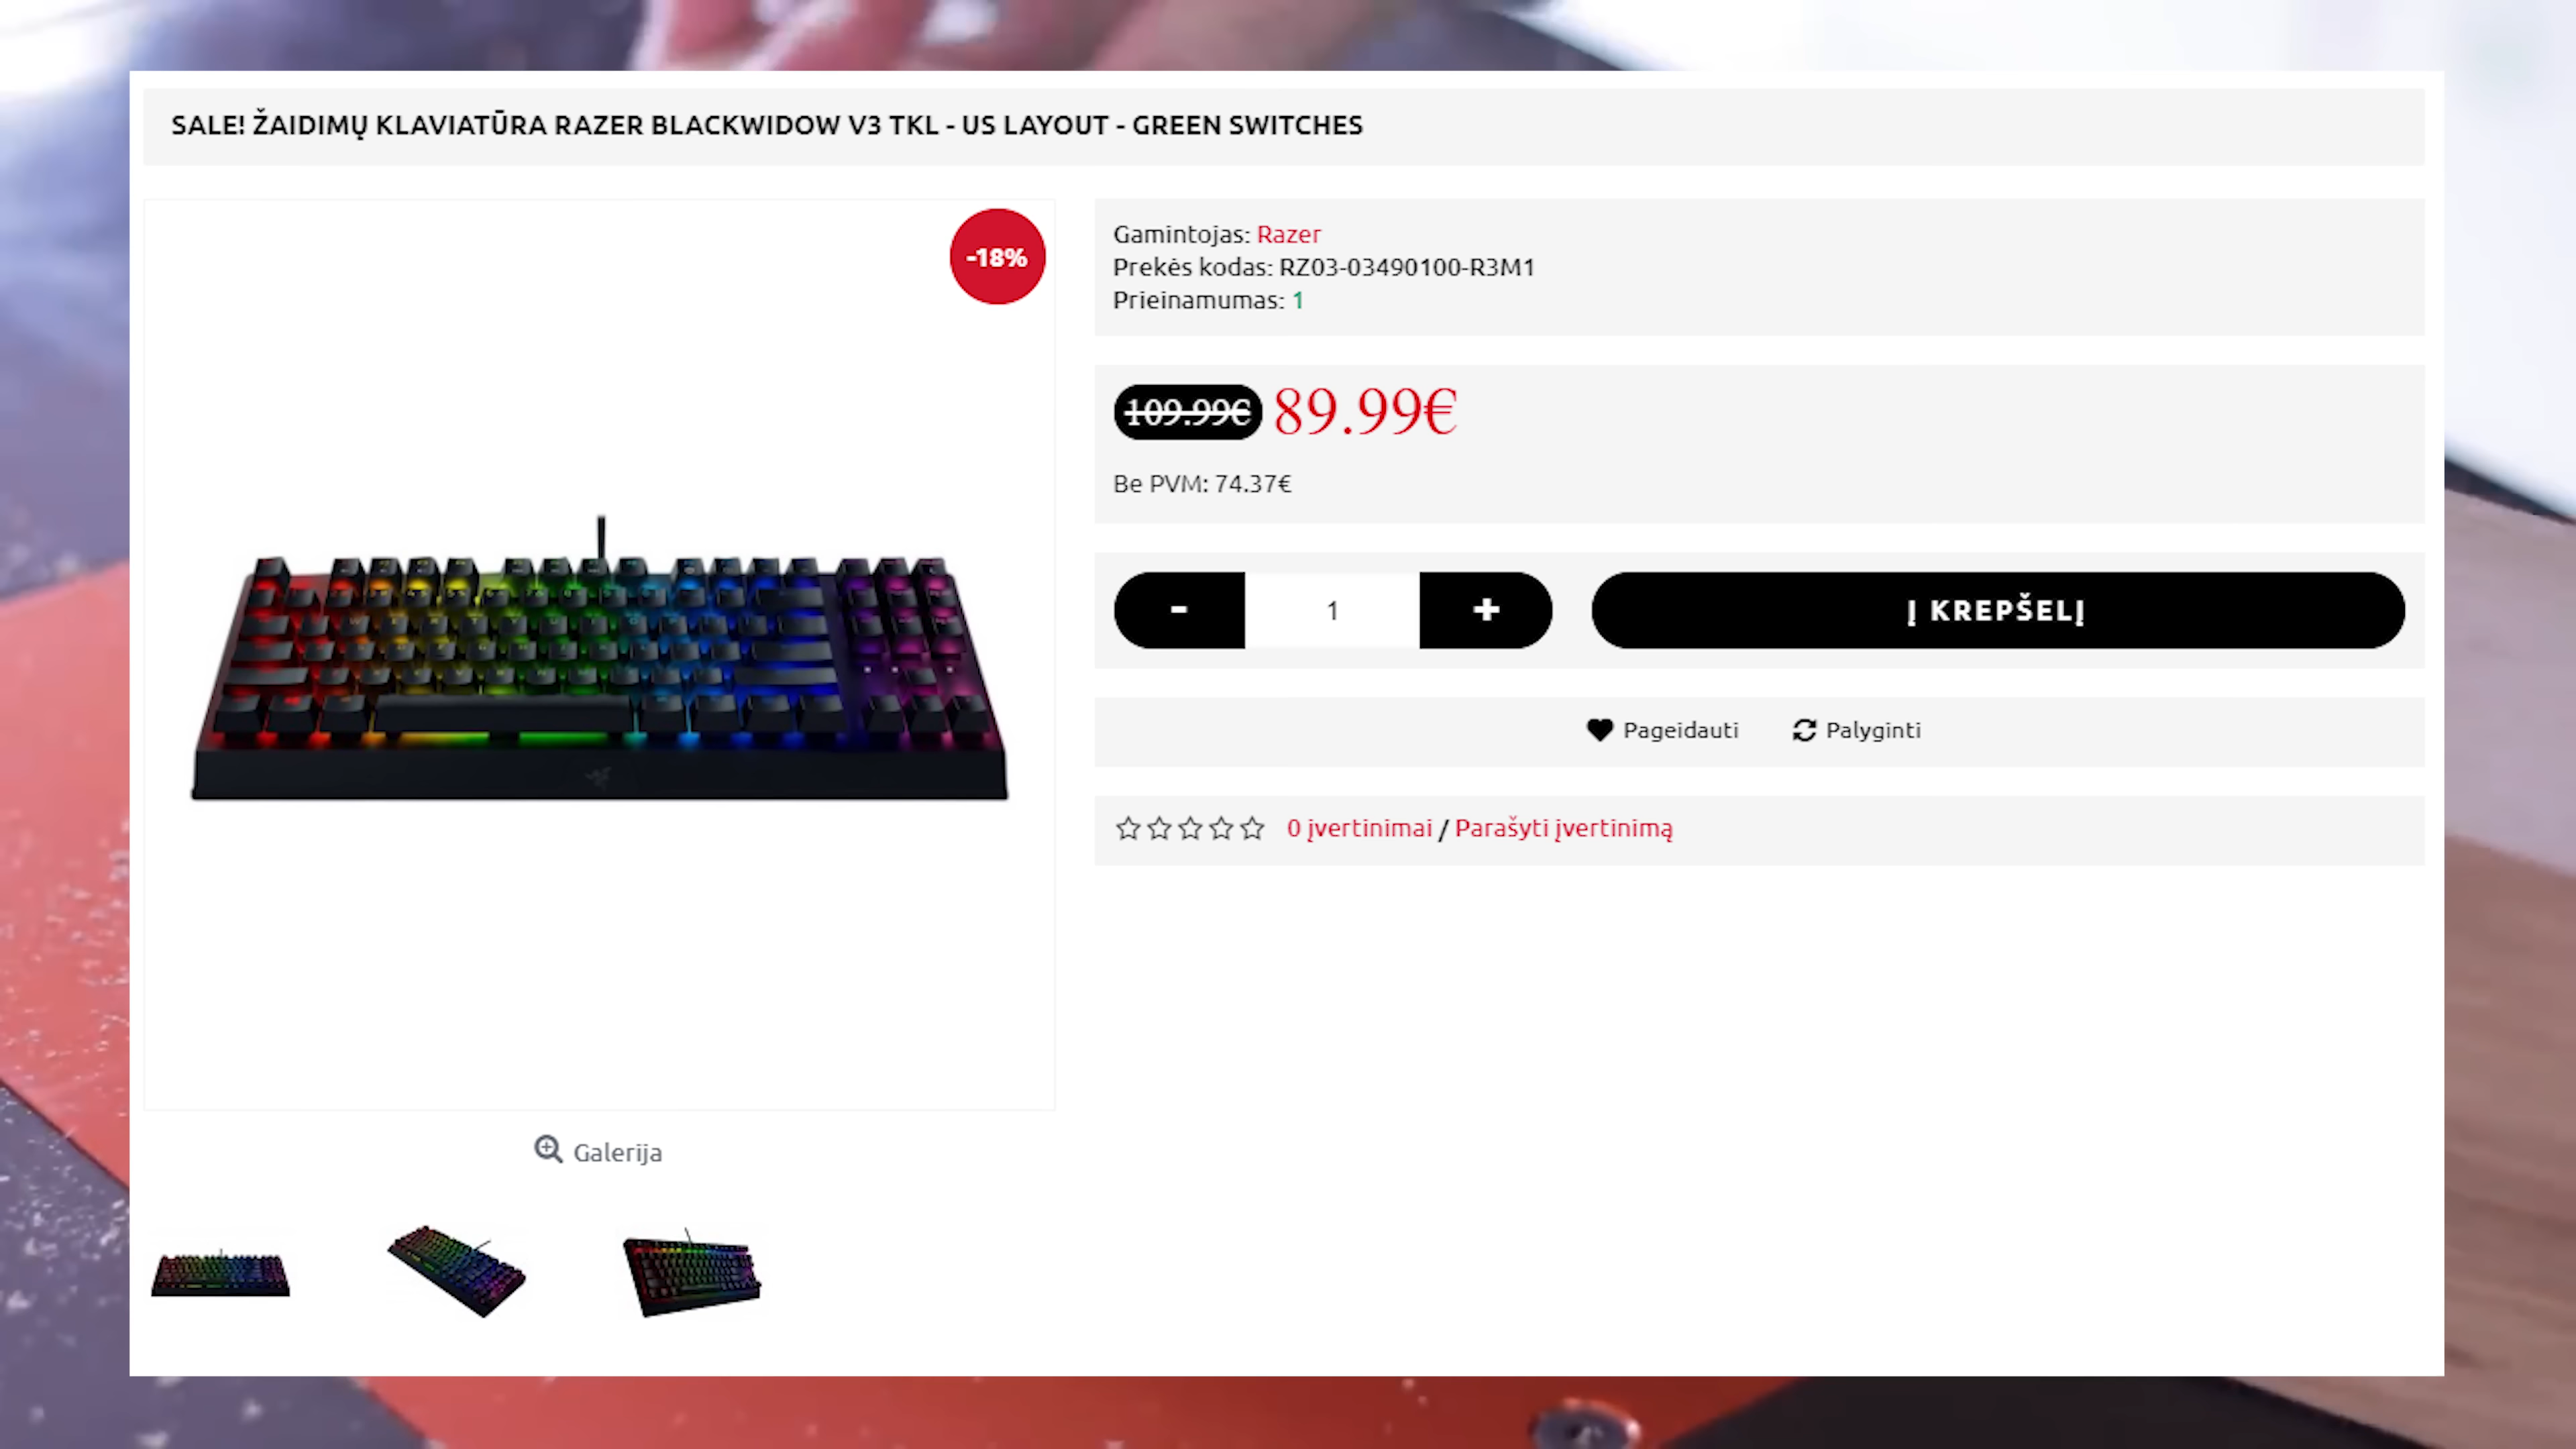 SALE! ŽAIDIMŲ KLAVIATŪRA RAZER BLACKWIDOW V3 TKL - US LAYOUT - GREEN SWITCHES
-18%
Gamintojas: Razer
Prekės kodas: RZ03-03490100-R3M1
Prieinamumas: 1
109.99€ 89.99€
Be PVM: 74.37€
- 1 +
Į KREPŠELĮ
Pageidauti Palyginti
0 įvertinimai / Parašyti įvertinimą
Galerija